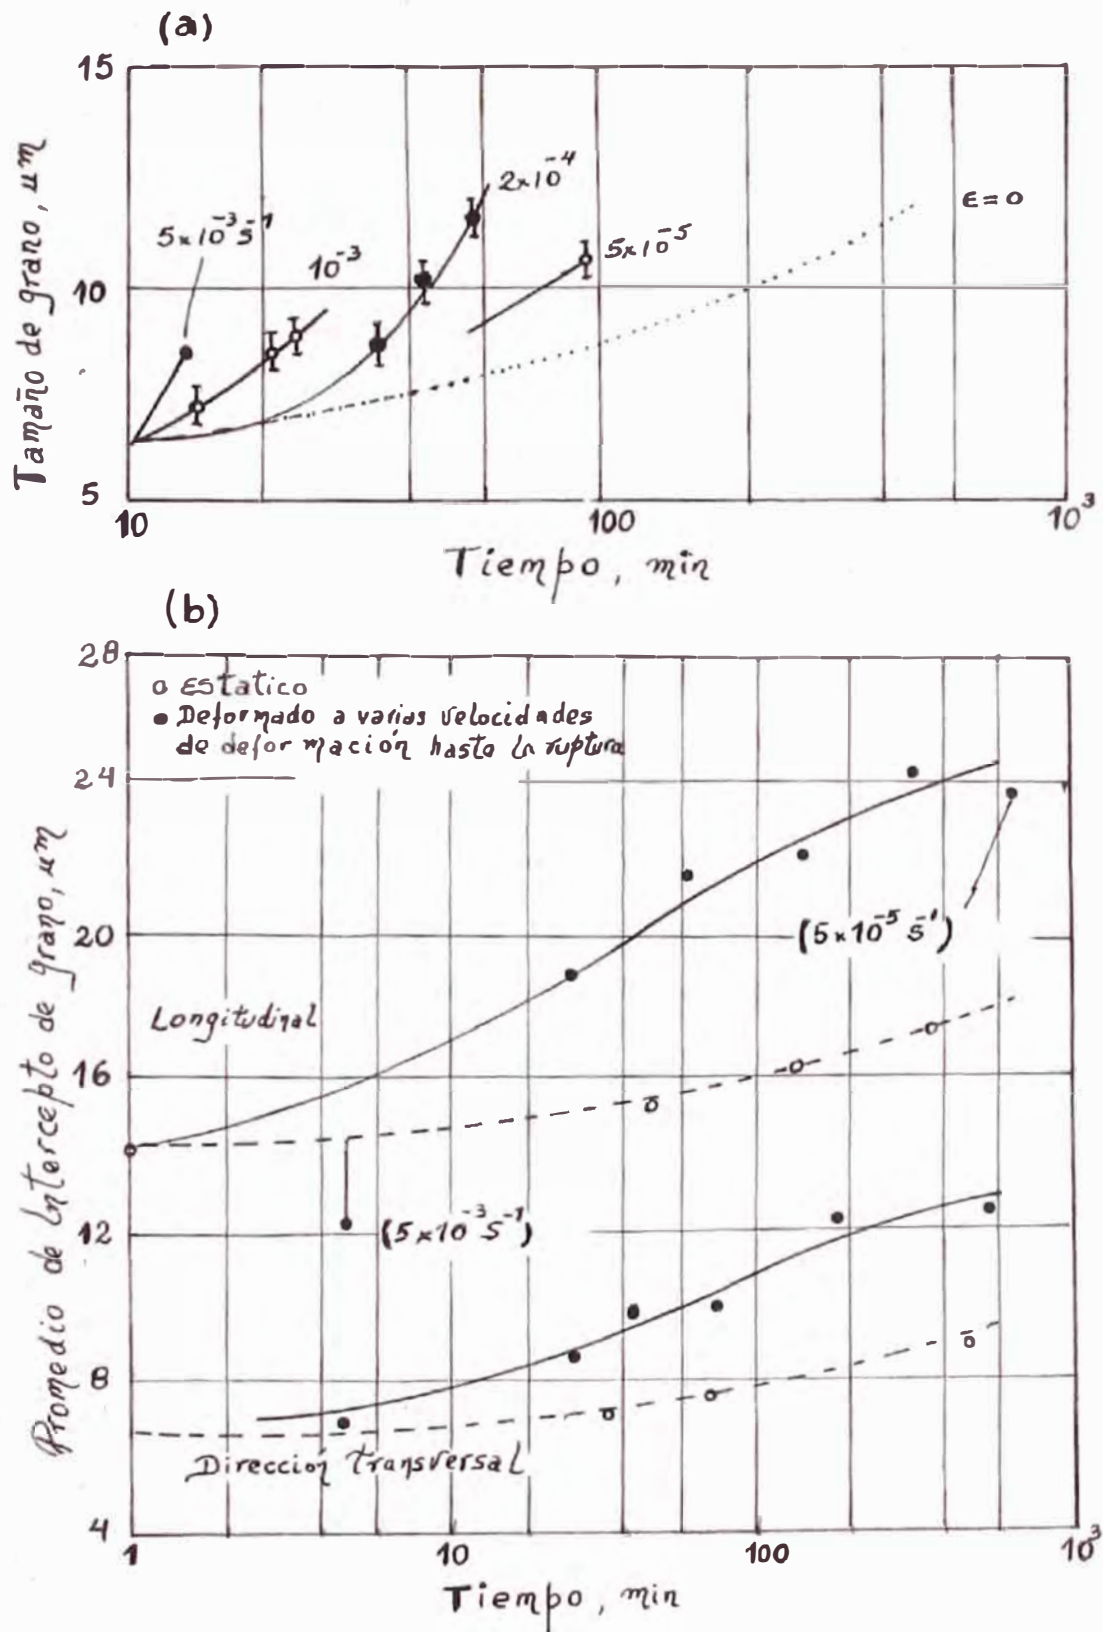 (a)
15
10
5
Tamaño de grano, um
5×10⁻³ s⁻¹
10⁻³
2×10⁻⁴
5×10⁻⁵
ε=0
10
100
10³
Tiempo, min
(b)
28
24
20
16
12
8
4
Promedio de Intercepto de grano, um
o Estatico
● Deformado a varias velocidades
de deformación hasta la ruptura
(5×10⁻⁵ s⁻¹)
Longitudinal
(5×10⁻³ s⁻¹)
Dirección transversal
1
10
100
10³
Tiempo, min